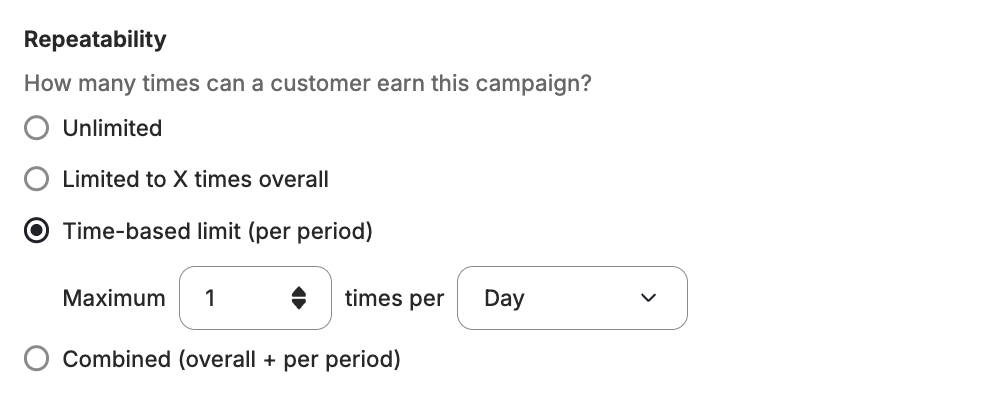 Repeatability
How many times can a customer earn this campaign?
Unlimited
Limited to X times overall
Time-based limit (per period)
Maximum 1 times per Day
Combined (overall + per period)